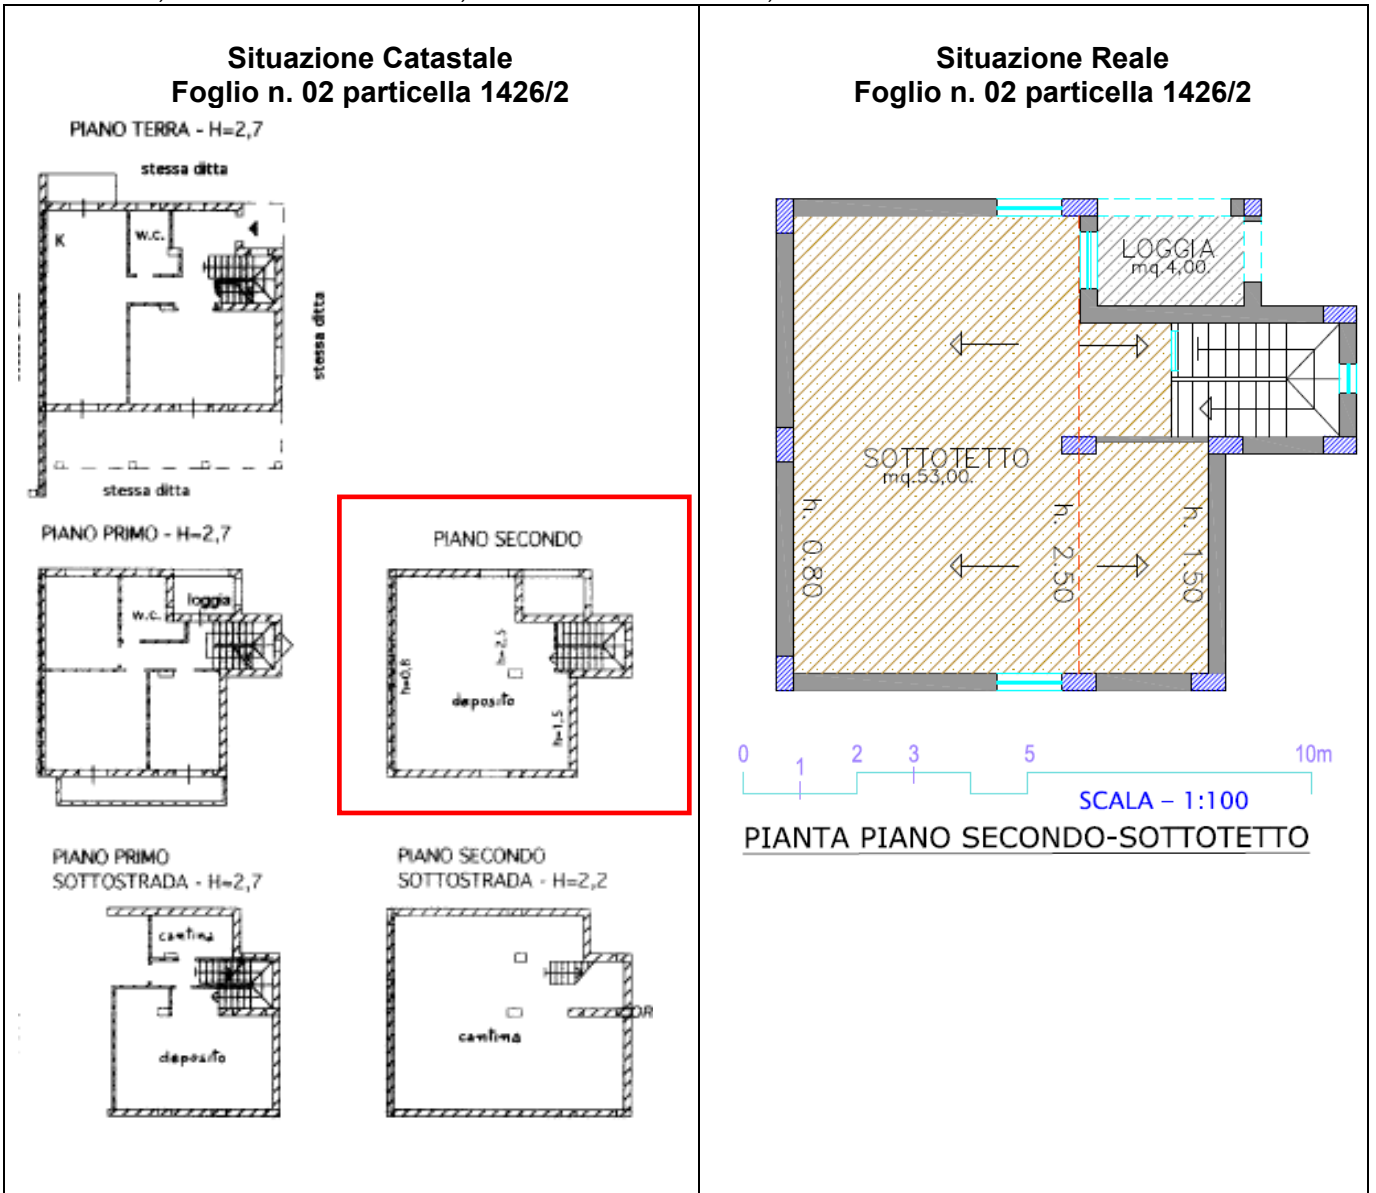 Situazione Catastale
Foglio n. 02 particella 1426/2
PIANO TERRA - H=2,7
stessa ditta
K
w.c.
stessa ditta
stessa ditta
PIANO PRIMO - H=2,7
w.c.
loggia
PIANO SECONDO
h=0,8
h=2,5
deposito
h=1,5
PIANO PRIMO
SOTTOSTRADA - H=2,7
cantina
deposito
PIANO SECONDO
SOTTOSTRADA - H=2,2
cantina
Situazione Reale
Foglio n. 02 particella 1426/2
LOGGIA
mq.4,00.
SOTTOTETTO
mq.53,00.
h. 0.80
h. 2.50
h. 1.50
0 1 2 3 5 10m
SCALA – 1:100
PIANTA PIANO SECONDO-SOTTOTETTO